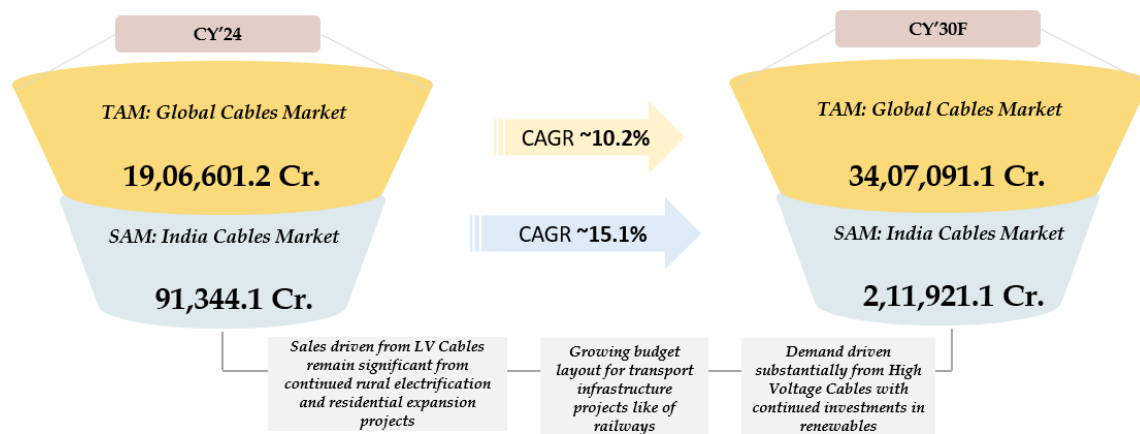 CY'24
TAM: Global Cables Market
19,06,601.2 Cr.
SAM: India Cables Market
91,344.1 Cr.
CAGR ~10.2%
CAGR ~15.1%
CY'30F
TAM: Global Cables Market
34,07,091.1 Cr.
SAM: India Cables Market
2,11,921.1 Cr.
Sales driven from LV Cables
remain significant from
continued rural electrification
and residential expansion
projects
Growing budget
layout for transport
infrastructure
projects like of
railways
Demand driven
substantially from High
Voltage Cables with
continued investments in
renewables